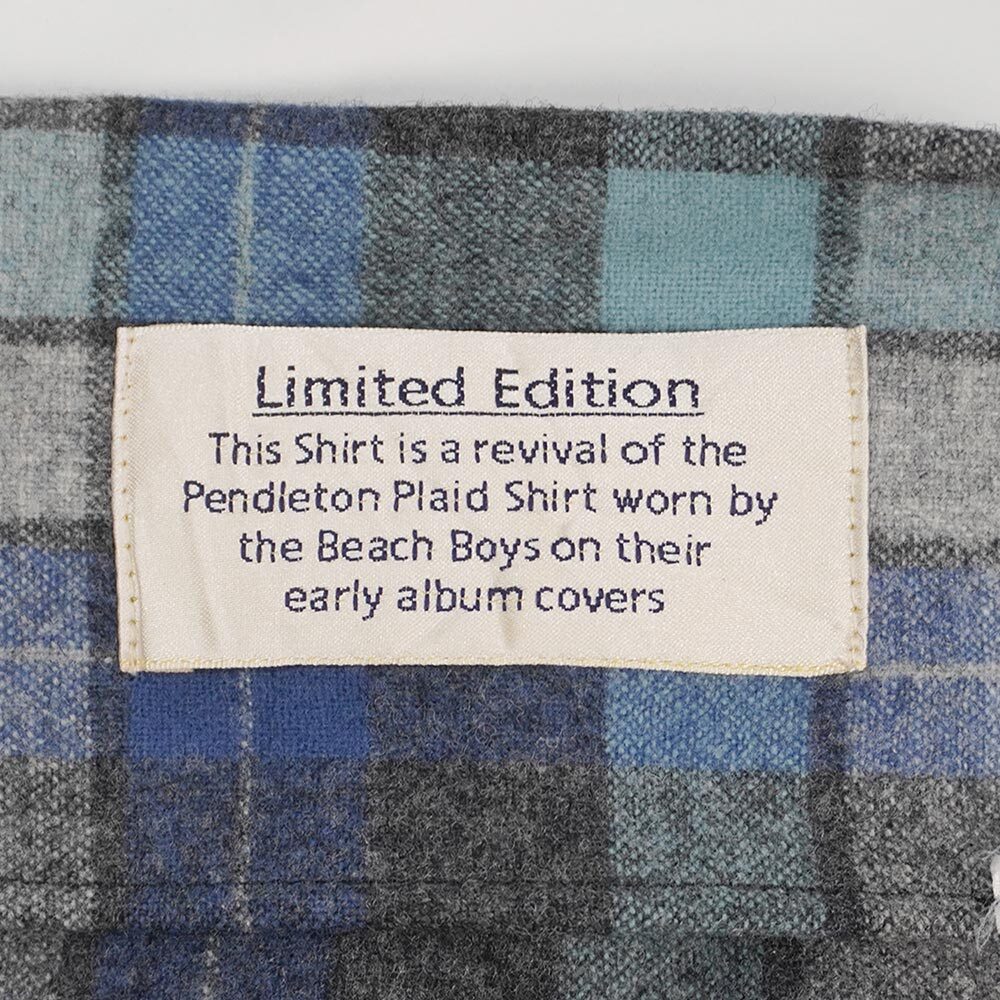 Limited Edition
This Shirt is a revival of the
Pendleton Plaid Shirt worn by
the Beach Boys on their
early album covers